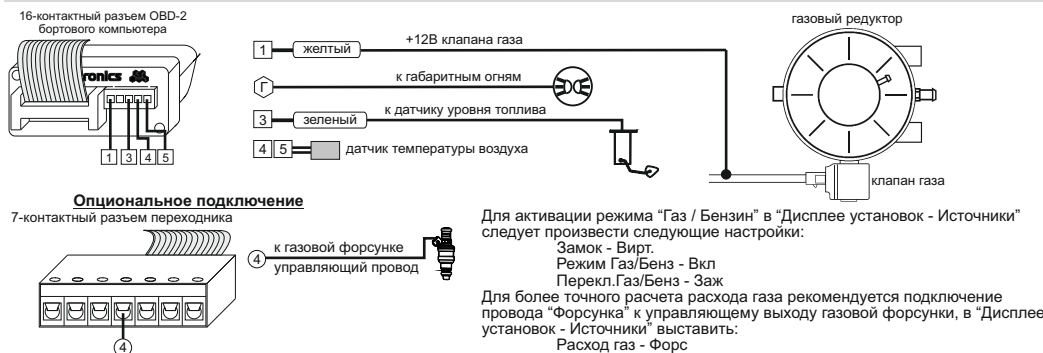 16-контактный разъем OBD-2
бортового компьютера
ronics
1 3 4 5
1 желтый +12В клапана газа
Г к габаритным огням
3 зеленый к датчику уровня топлива
4 5 датчик температуры воздуха
газовый редуктор
клапан газа
Опциональное подключение
7-контактный разъем переходника
4
4 к газовой форсунке
управляющий провод
Для активации режима “Газ / Бензин” в “Дисплее установок - Источники”
следует произвести следующие настройки:
Замок - Вирт.
Режим Газ/Бенз - Вкл
Перекл.Газ/Бенз - Заж
Для более точного расчета расхода газа рекомендуется подключение
провода “Форсунка” к управляющему выходу газовой форсунки, в “Дисплее
установок - Источники” выставить:
Расход газ - Форс